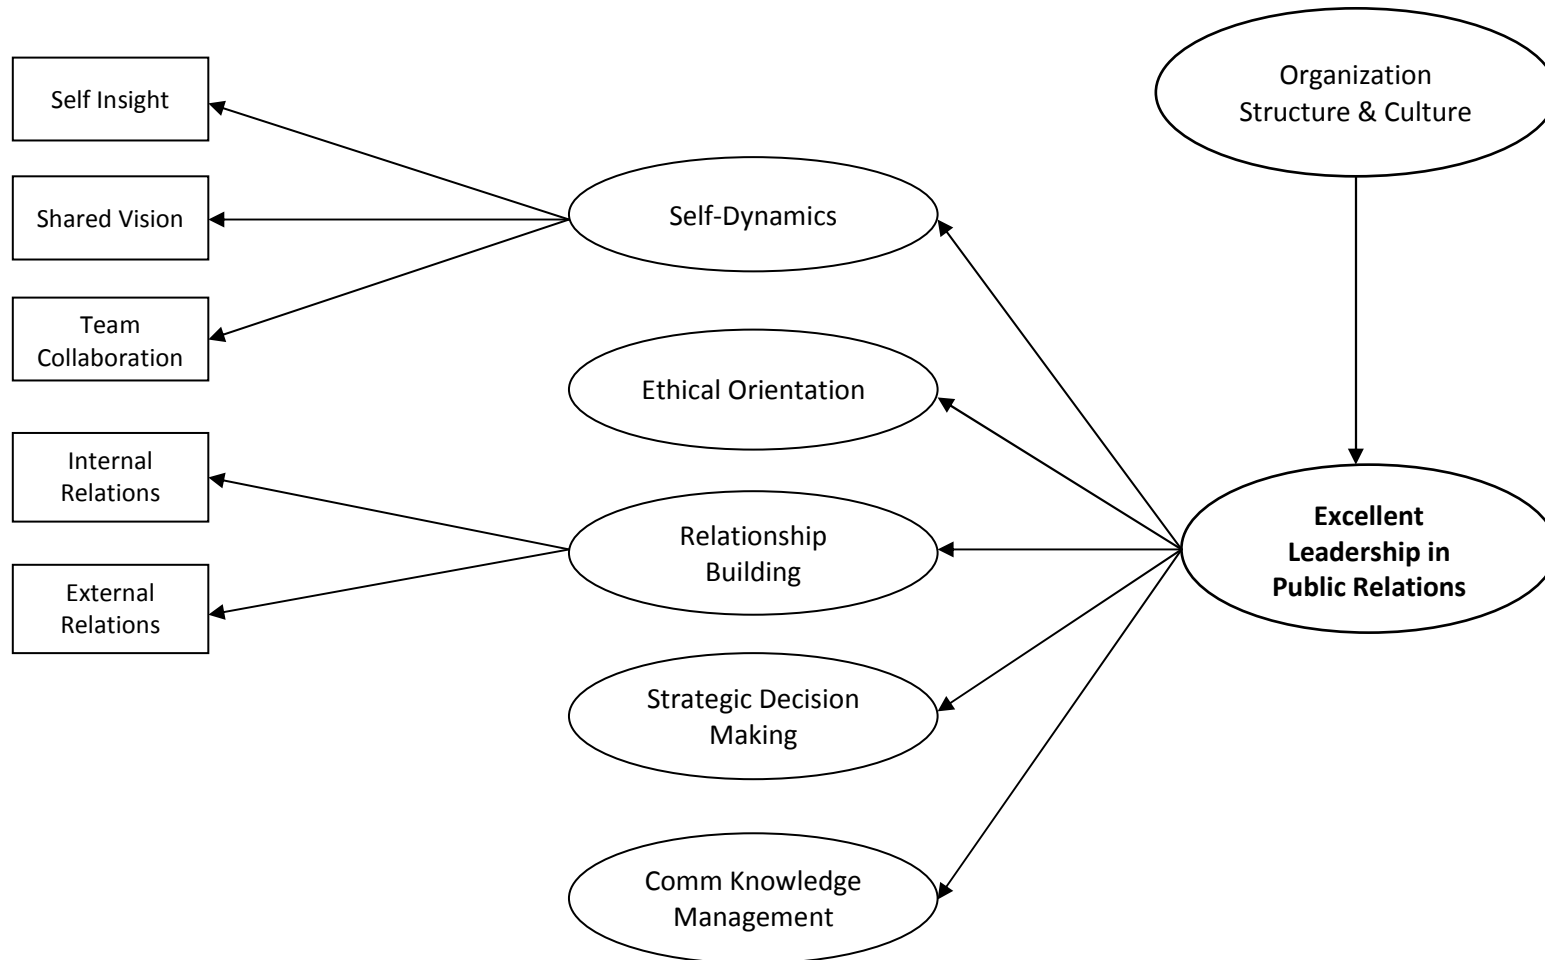 Self Insight
Shared Vision
Team
Collaboration
Internal
Relations
External
Relations
Self-Dynamics
Ethical Orientation
Relationship
Building
Strategic Decision
Making
Comm Knowledge
Management
Organization
Structure & Culture
Excellent
Leadership in
Public Relations